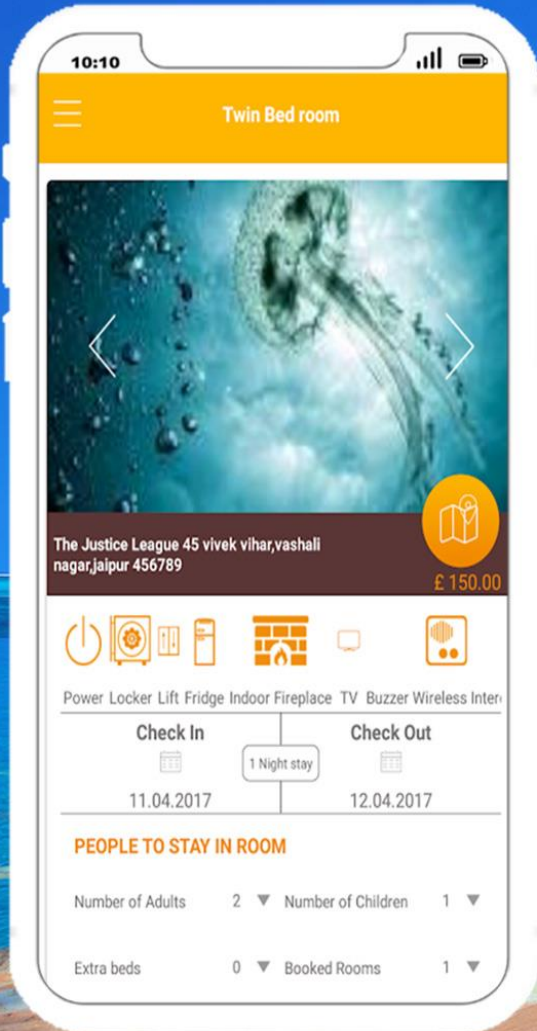 10:10
Twin Bed room
The Justice League 45 vivek vihar,vashali
nagar,jaipur 456789
£ 150.00
Power Locker Lift Fridge Indoor Fireplace TV Buzzer Wireless Inter
Check In Check Out
1 Night stay
11.04.2017 12.04.2017
PEOPLE TO STAY IN ROOM
Number of Adults 2 Number of Children 1
Extra beds 0 Booked Rooms 1